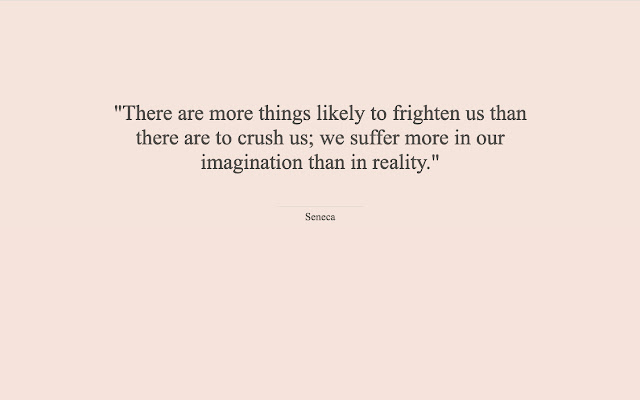 "There are more things likely to frighten us than
there are to crush us; we suffer more in our
imagination than in reality."
Seneca